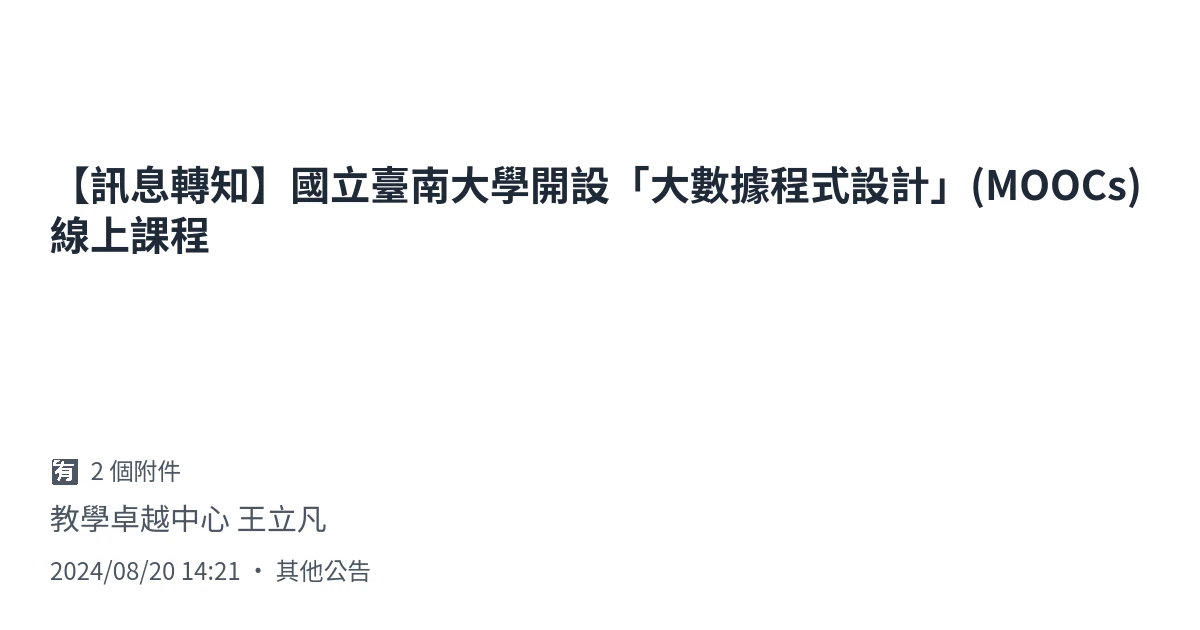 【訊息轉知】國立臺南大學開設「大數據程式設計」(MOOCs)
線上課程
有 2 個附件
教學卓越中心 王立凡
2024/08/20 14:21 • 其他公告